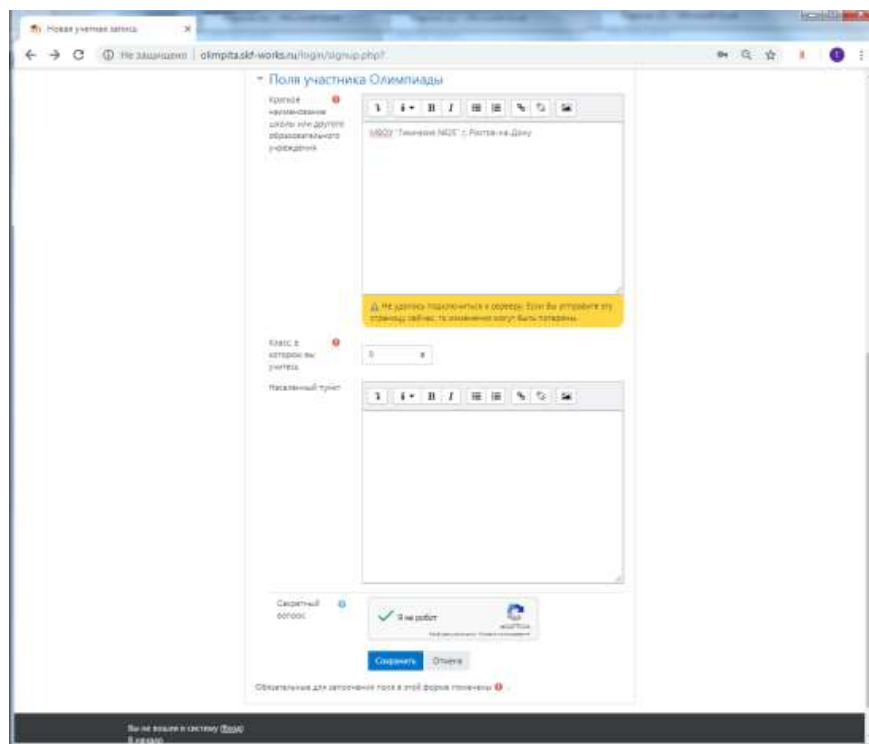 Новая учетная запись
Не защищено | olimpita.skf-works.ru/login/signup.php?
Поля участника Олимпиады
Краткое
наименование
школы или другого
образовательного
учреждения
МБОУ "Гимназия №25" г. Ростов-на-Дону
Не удалось подключиться к серверу. Если Вы отправите эту
страницу сейчас, то изменения могут быть потеряны.
Класс, в
котором вы
учитесь
Населенный пункт
Секретный
вопрос
Я не робот
reCAPTCHA
Сохранить Отмена
Обязательные для заполнения поля в этой форме помечены
Вы не вошли в систему (Вход)
В начало